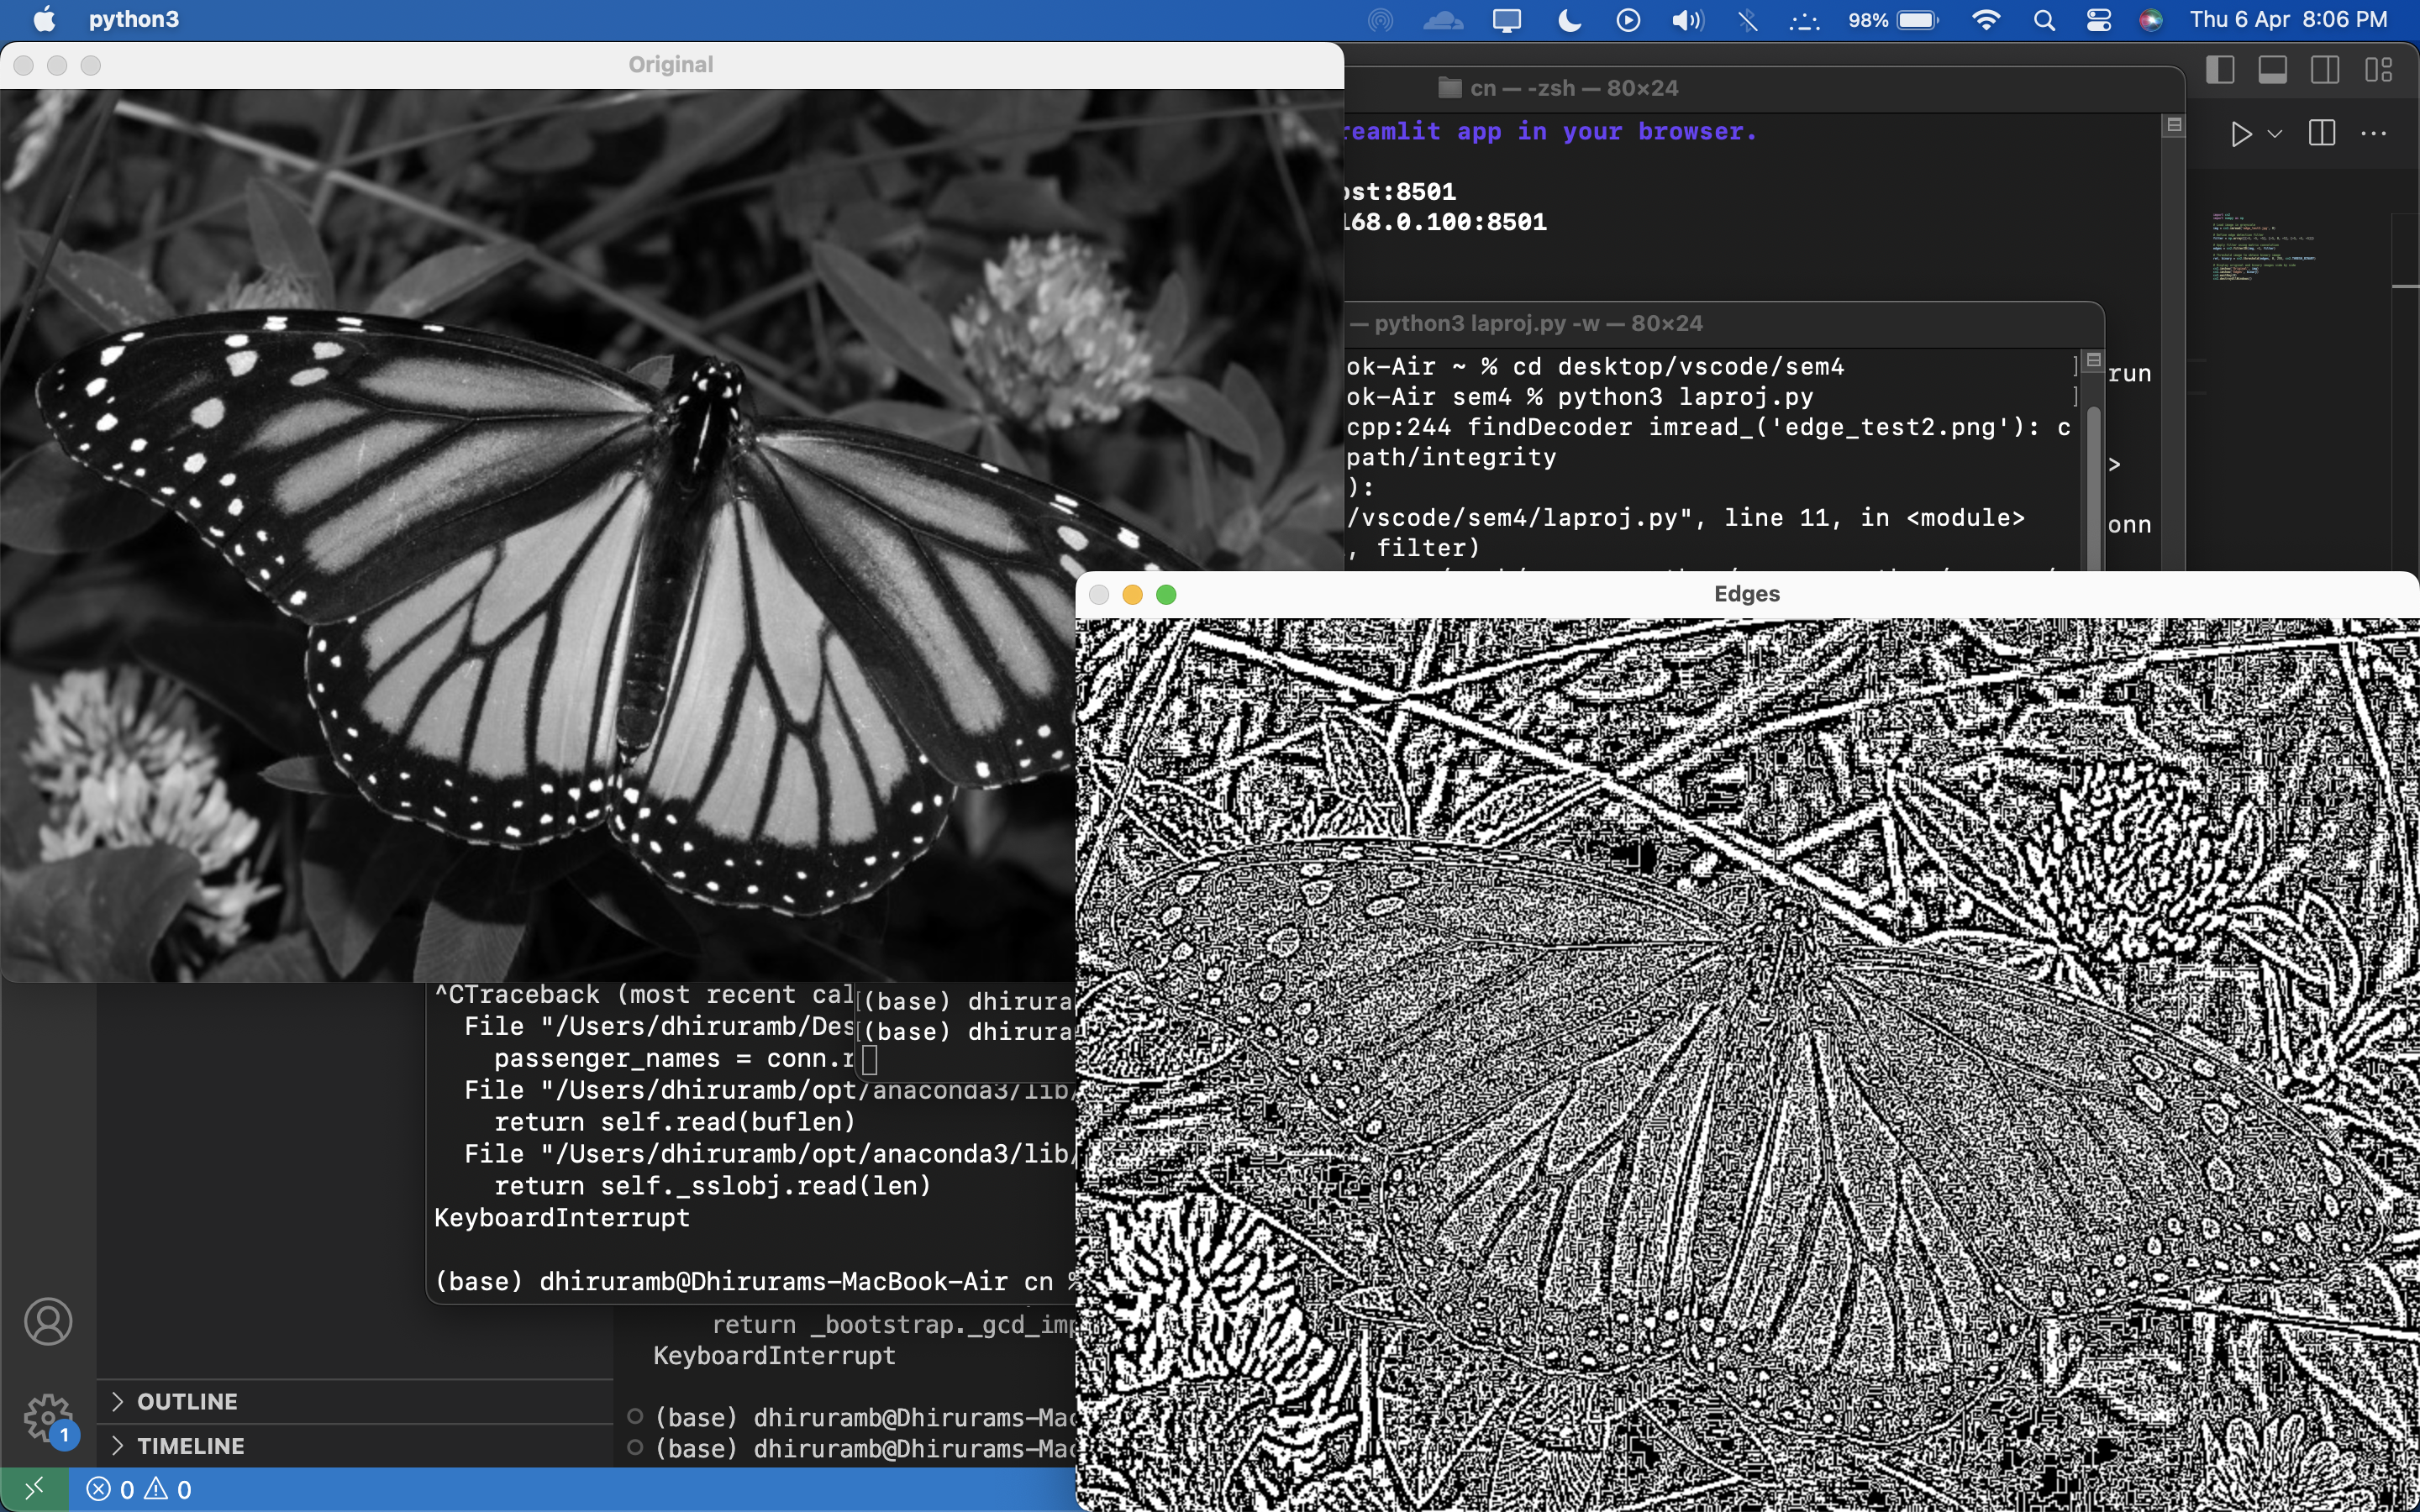 python3
98%
Thu 6 Apr 8:06 PM
Original
cn — -zsh — 80×24
reamlit app in your browser.
ost:8501
168.0.100:8501
— python3 laproj.py -w — 80×24
ok-Air ~ % cd desktop/vscode/sem4
ok-Air sem4 % python3 laproj.py
cpp:244 findDecoder imread_('edge_test2.png'): c
path/integrity
):
/vscode/sem4/laproj.py", line 11, in <module>
, filter)
run
>
onn
Edges
^CTraceback (most recent cal
File "/Users/dhiruramb/Des
passenger_names = conn.r
File "/Users/dhiruramb/opt/anaconda3/lib/
return self.read(buflen)
File "/Users/dhiruramb/opt/anaconda3/lib/
return self._sslobj.read(len)
KeyboardInterrupt
(base) dhiruramb@Dhirurams-MacBook-Air cn %
(base) dhirura
(base) dhirura
return _bootstrap._gcd_imp
KeyboardInterrupt
(base) dhiruramb@Dhirurams-Mac
(base) dhiruramb@Dhirurams-Mac
OUTLINE
TIMELINE
1
0 0